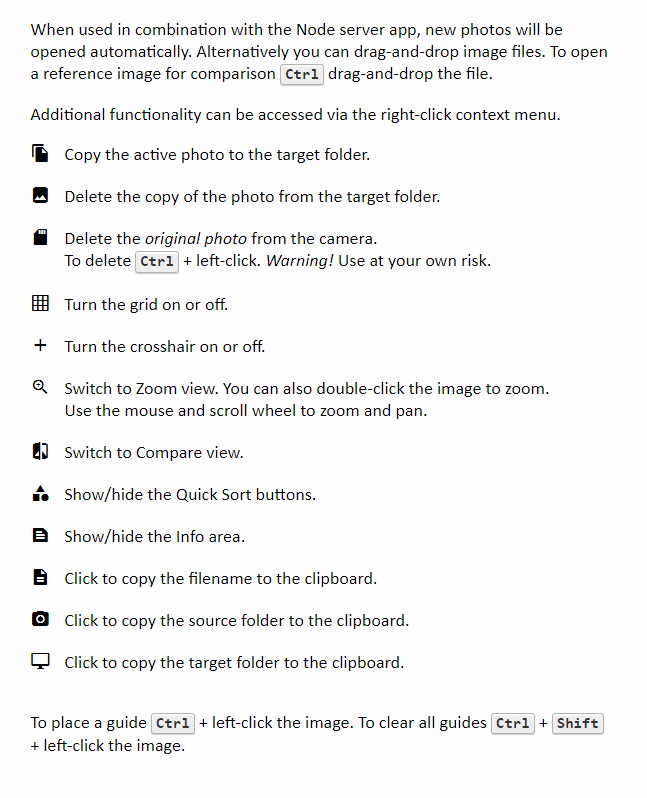 When used in combination with the Node server app, new photos will be
opened automatically. Alternatively you can drag-and-drop image files. To open
a reference image for comparison Ctrl drag-and-drop the file.
Additional functionality can be accessed via the right-click context menu.
Copy the active photo to the target folder.
Delete the copy of the photo from the target folder.
Delete the original photo from the camera.
To delete Ctrl + left-click. Warning! Use at your own risk.
Turn the grid on or off.
Turn the crosshair on or off.
Switch to Zoom view. You can also double-click the image to zoom.
Use the mouse and scroll wheel to zoom and pan.
Switch to Compare view.
Show/hide the Quick Sort buttons.
Show/hide the Info area.
Click to copy the filename to the clipboard.
Click to copy the source folder to the clipboard.
Click to copy the target folder to the clipboard.
To place a guide Ctrl + left-click the image. To clear all guides Ctrl + Shift
+ left-click the image.